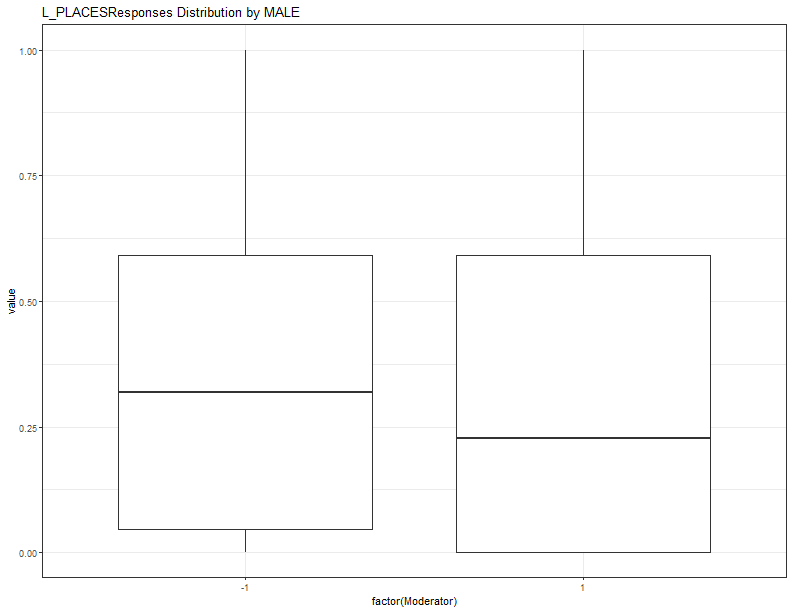 L_PLACESResponses Distribution by MALE
1.00
0.75
0.50
0.25
0.00
value
-1
1
factor(Moderator)